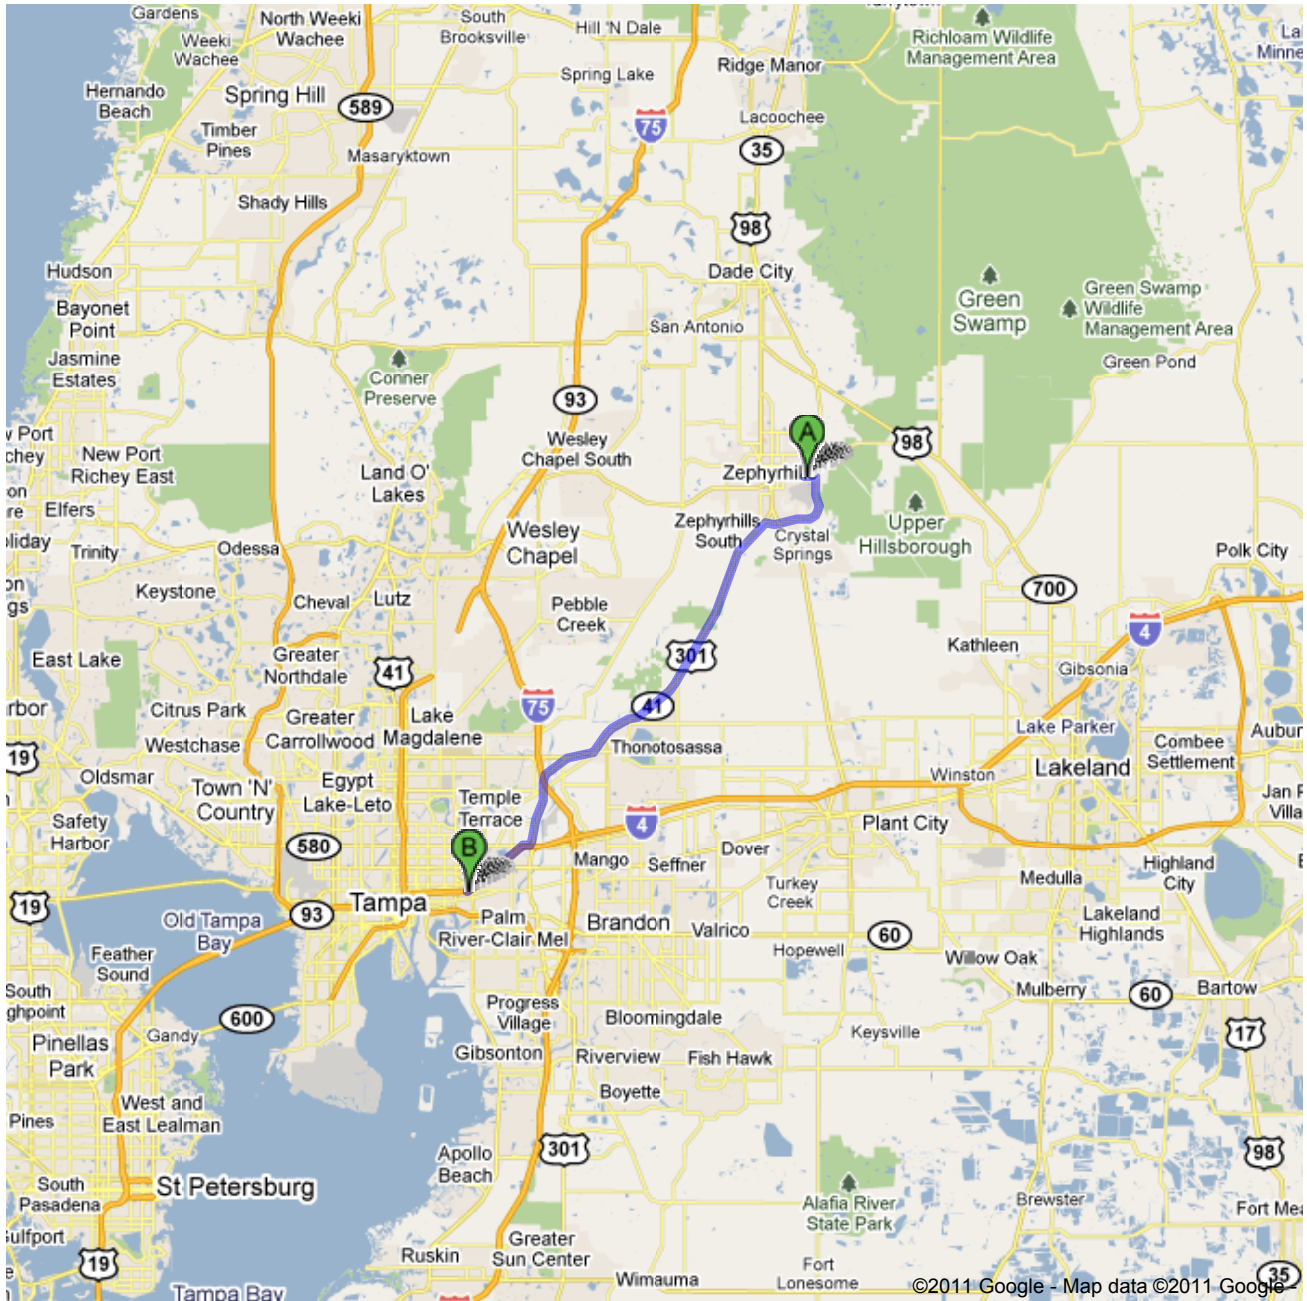 Gardens
North Weeki
Wachee
South
Brooksville
Hill 'N Dale
Richloam Wildlife
Management Area
Weeki
Wachee
Ridge Manor
Spring Lake
Hernando
Beach
Spring Hill
589
75
Lacoochee
Timber
Pines
Masaryktown
35
Shady Hills
98
Hudson
Dade City
Green
Swamp
Green Swamp
Wildlife
Management Area
Bayonet
Point
San Antonio
Jasmine
Estates
Conner
Preserve
Green Pond
93
A
98
New Port
Richey East
Wesley
Chapel South
Land O'
Lakes
Zephyrhill
Elfers
Wesley
Chapel
Zephyrhills
South
Crystal
Springs
Upper
Hillsborough
Trinity
Odessa
Polk City
Keystone
Cheval
Lutz
Pebble
Creek
700
4
East Lake
Greater
Northdale
41
301
Kathleen
Gibsonia
Citrus Park
Greater
Carrollwood
Lake
Magdalene
75
41
Lake Parker
19
Westchase
Thonotosassa
Combee
Settlement
Oldsmar
Town 'N'
Country
Egypt
Lake-Leto
Temple
Terrace
Winston
Lakeland
Safety
Harbor
580
B
4
Plant City
Mango
Seffner
Dover
Highland
City
19
Old Tampa
Bay
93
Tampa
Palm
River-Clair Mel
Brandon
Valrico
Turkey
Creek
Medulla
Lakeland
Highlands
Feather
Sound
60
Hopewell
Willow Oak
South
600
Progress
Village
Bloomingdale
Mulberry
60
Bartow
Gandy
Keysville
17
Pinellas
Park
Gibsonton
Riverview
Fish Hawk
West and
East Lealman
Boyette
Pines
Apollo
Beach
301
98
South
Pasadena
St Petersburg
Alafia River
State Park
Brewster
Fort Mea
19
Ruskin
Greater
Sun Center
Wimauma
Fort
Lonesome
35
Tampa Bay
©2011 Google - Map data ©2011 Google -